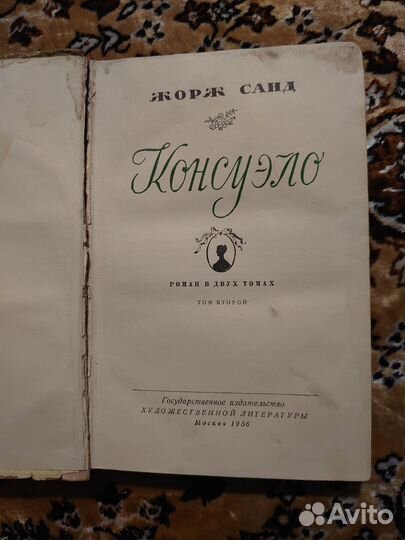 ЖОРЖ САНД
Консуэло
РОМАН В ДВУХ ТОМАХ
ТОМ ВТОРОЙ
Государственное издательство
ХУДОЖЕСТВЕННОЙ ЛИТЕРАТУРЫ
Москва 1956
Avito